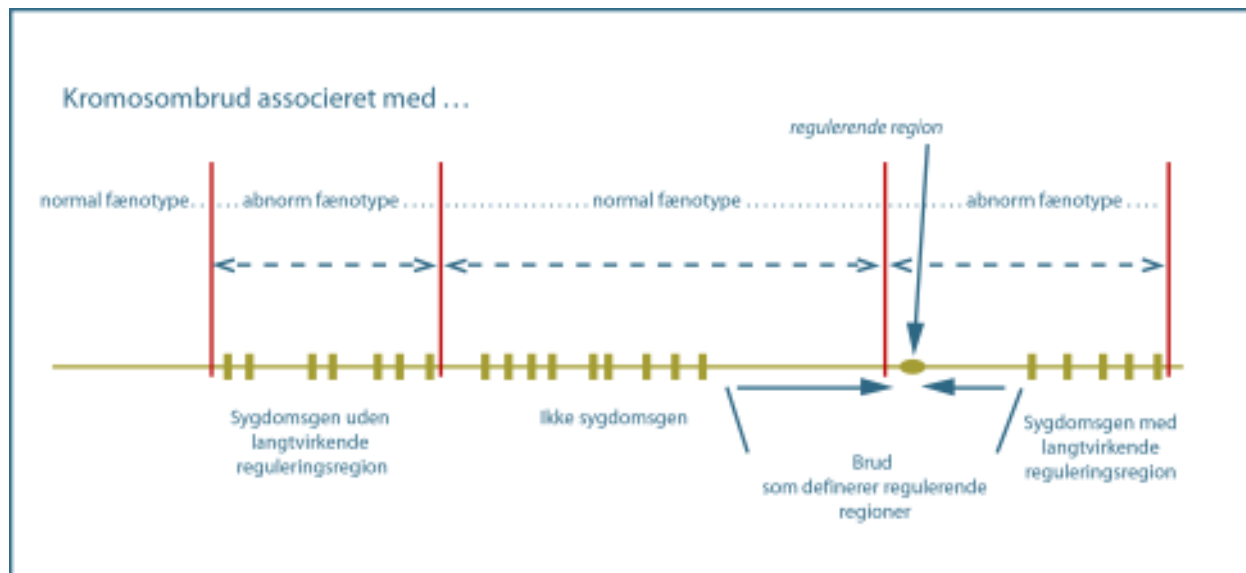 Kromosombrud associeret med ...
regulerende region
normal fænotype..
...abnorm fænotype ....
.............normal fænotype .............
........abnorm fænotype ....
Sygdomsgen uden
langtvirkende
reguleringsregion
Ikke sygdomsgen
Brud
som definerer regulerende
regioner
Sygdomsgen med
langtvirkende
reguleringsregion